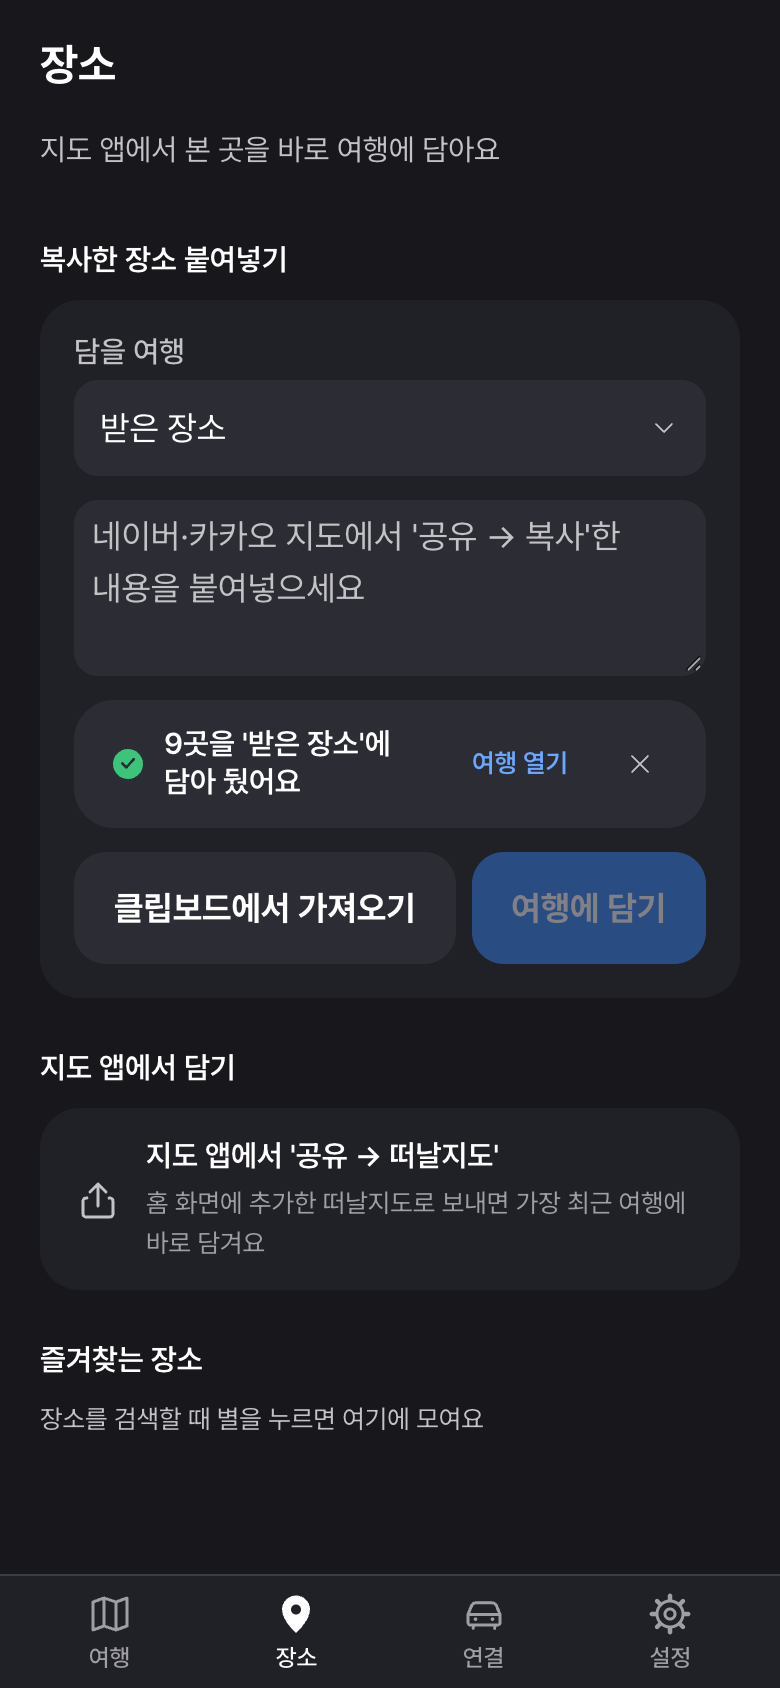 장소
지도 앱에서 본 곳을 바로 여행에 담아요
복사한 장소 붙여넣기
담을 여행
받은 장소
네이버·카카오 지도에서 '공유 → 복사'한
내용을 붙여넣으세요
9곳을 '받은 장소'에
담아 뒀어요
여행 열기
클립보드에서 가져오기
여행에 담기
지도 앱에서 담기
지도 앱에서 '공유 → 떠날지도'
홈 화면에 추가한 떠날지도로 보내면 가장 최근 여행에
바로 담겨요
즐겨찾는 장소
장소를 검색할 때 별을 누르면 여기에 모여요
여행
장소
연결
설정